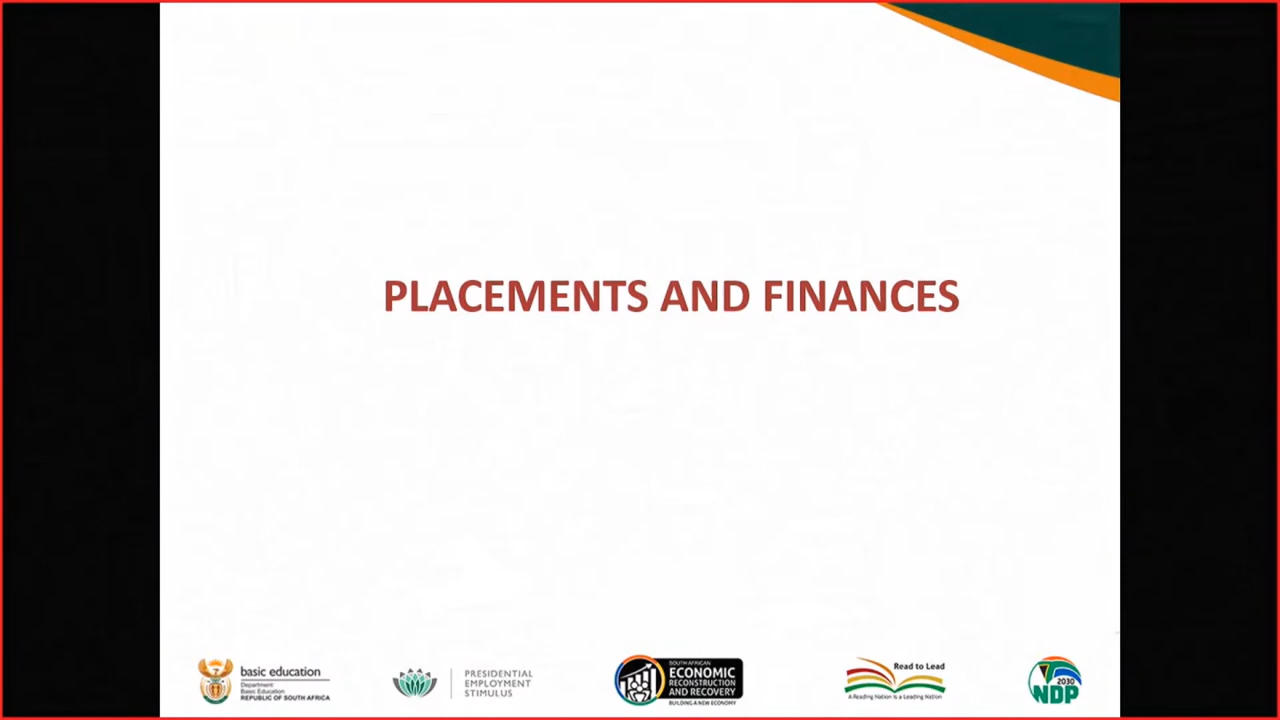 PLACEMENTS AND FINANCES
basic education
Department:
Basic Education
REPUBLIC OF SOUTH AFRICA
PRESIDENTIAL
EMPLOYMENT
STIMULUS
SOUTH AFRICAN
ECONOMIC
RECONSTRUCTION
AND RECOVERY
BUILDING A NEW ECONOMY
Read to Lead
A Reading Nation is a Leading Nation
2030
NDP